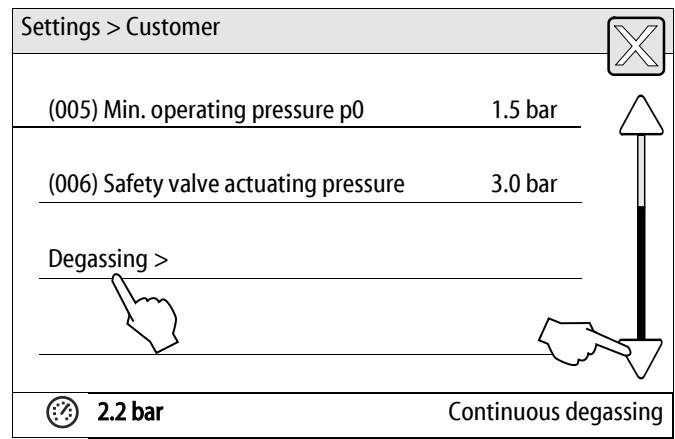 Settings > Customer
X
(005) Min. operating pressure p0 1.5 bar
(006) Safety valve actuating pressure 3.0 bar
Degassing >
2.2 bar Continuous degassing